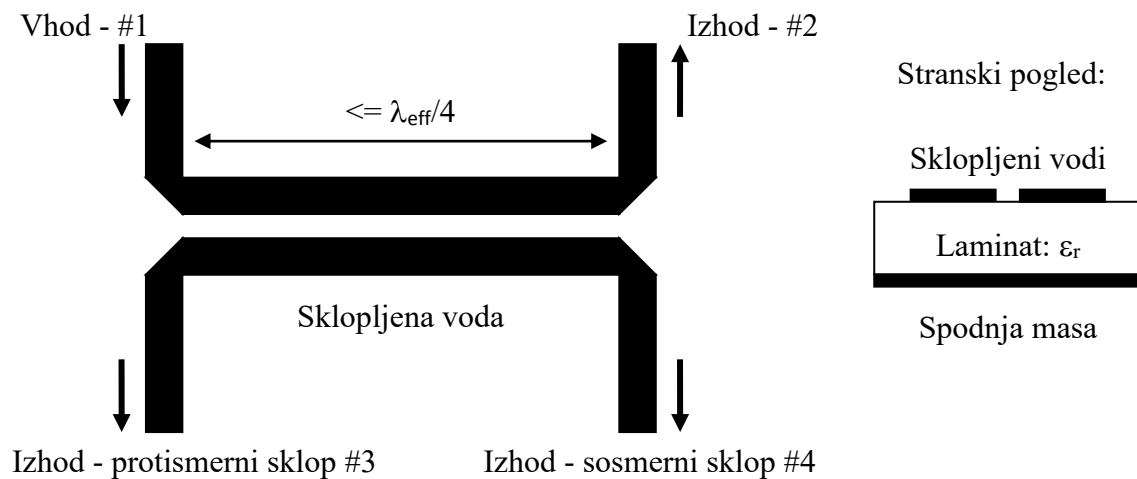 Vhod - #1
Izhod - #2
Stranski pogled:
<= λeff/4
Sklopljeni vodi
Laminat: εr
Sklopljena voda
Spodnja masa
Izhod - protismerni sklop #3
Izhod - sosmerni sklop #4